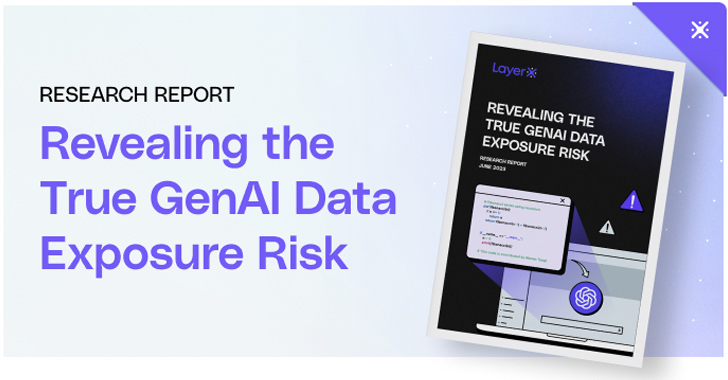 RESEARCH REPORT
Revealing the
True GenAI Data
Exposure Risk
LayerX
REVEALING THE
TRUE GENAI DATA
EXPOSURE RISK
RESEARCH REPORT
JUNE 2023